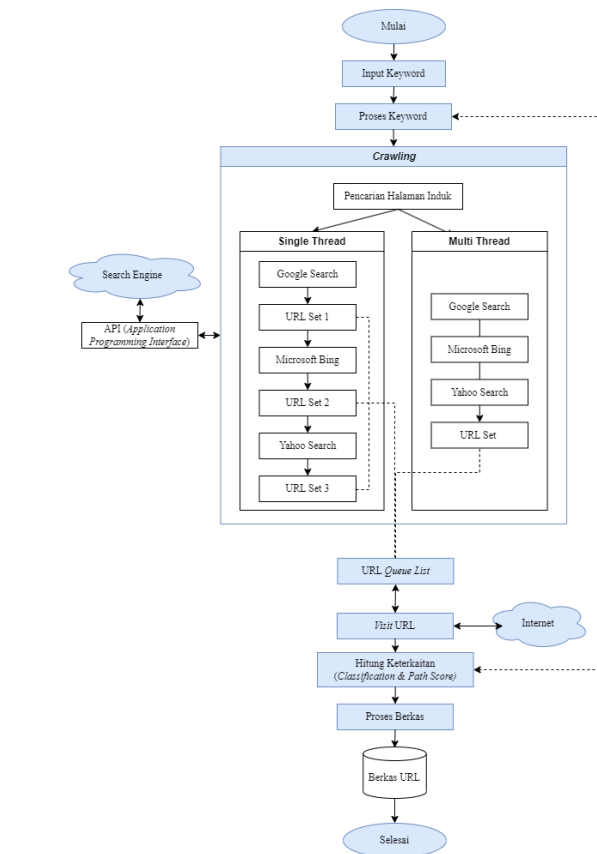 Mulai
Input Keyword
Proses Keyword
Crawling
Pencarian Halaman Induk
Single Thread
Google Search
URL Set 1
Microsoft Bing
URL Set 2
Yahoo Search
URL Set 3
Multi Thread
Google Search
Microsoft Bing
Yahoo Search
URL Set
Search Engine
API (Application
Programming Interface)
URL Queue List
Visit URL
Internet
Hitung Keterkaitan
(Classification & Path Score)
Proses Berkas
Berkas URL
Selesai